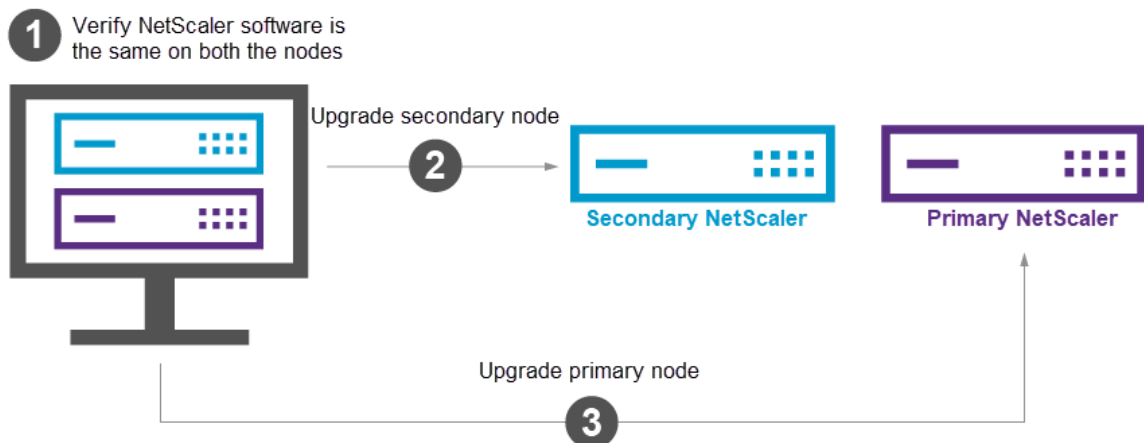 1
Verify NetScaler software is
the same on both the nodes
Upgrade secondary node
2
Secondary NetScaler
Primary NetScaler
Upgrade primary node
3